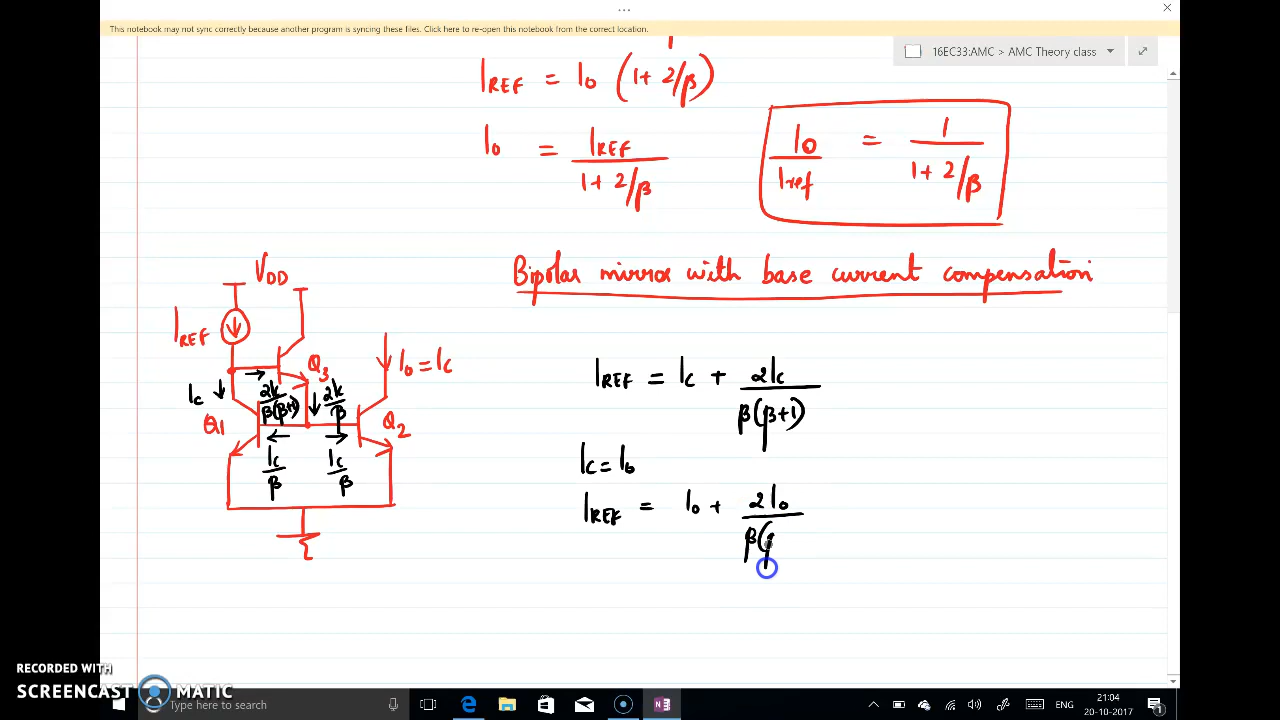 This notebook may not sync correctly because another program is syncing these files. Click here to re-open this notebook from the correct location.
16EC33:AMC > AMC Theory class
IREF = I0 (1 + 2/β)
I0 = IREF / (1 + 2/β)
I0 / Iref = 1 / (1 + 2/β)
Bipolar mirror with base current compensation
VDD
IREF
Q3
I0 = IC
IC
2IC / β(β+1)
2IC / β
Q1
Q2
IC / β
IC / β
IREF = IC + 2IC / β(β+1)
IC = I0
IREF = I0 + 2I0 / β(
RECORDED WITH
SCREENCAST MATIC
Type here to search
ENG
21:04
20-10-2017
1